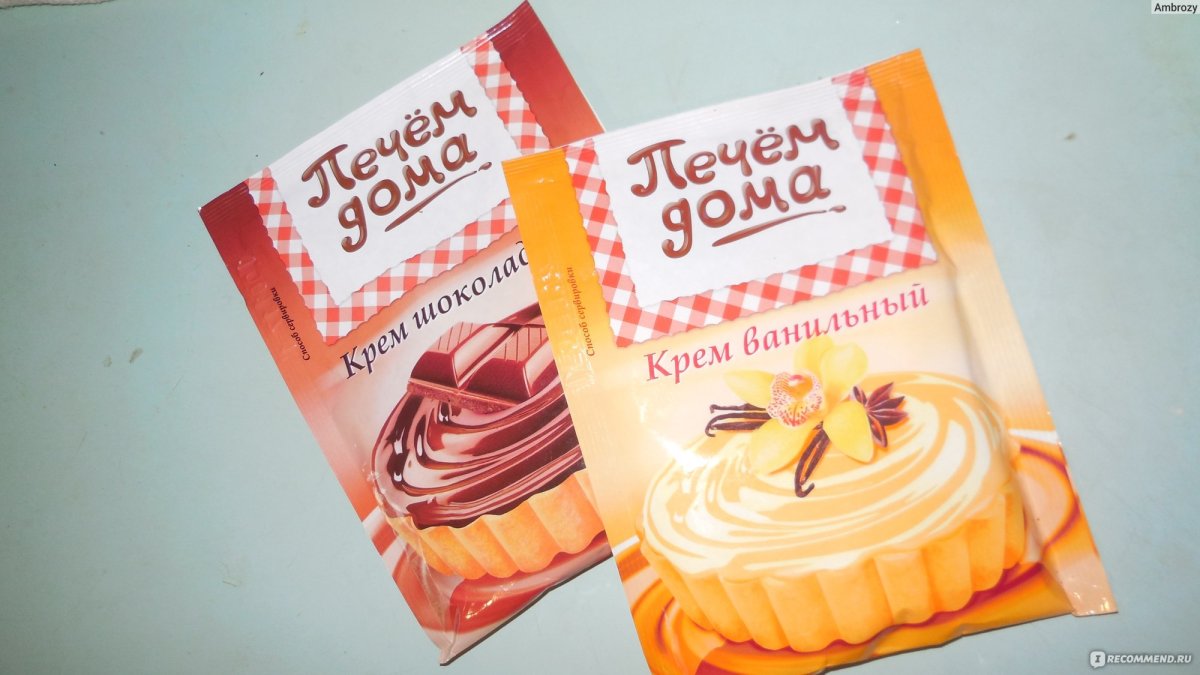 Ambrozy
Печём
дома
Крем шоколад
Способ сервировки
Печём
дома
Крем ванильный
Способ сервировки
I RECOMMEND.RU